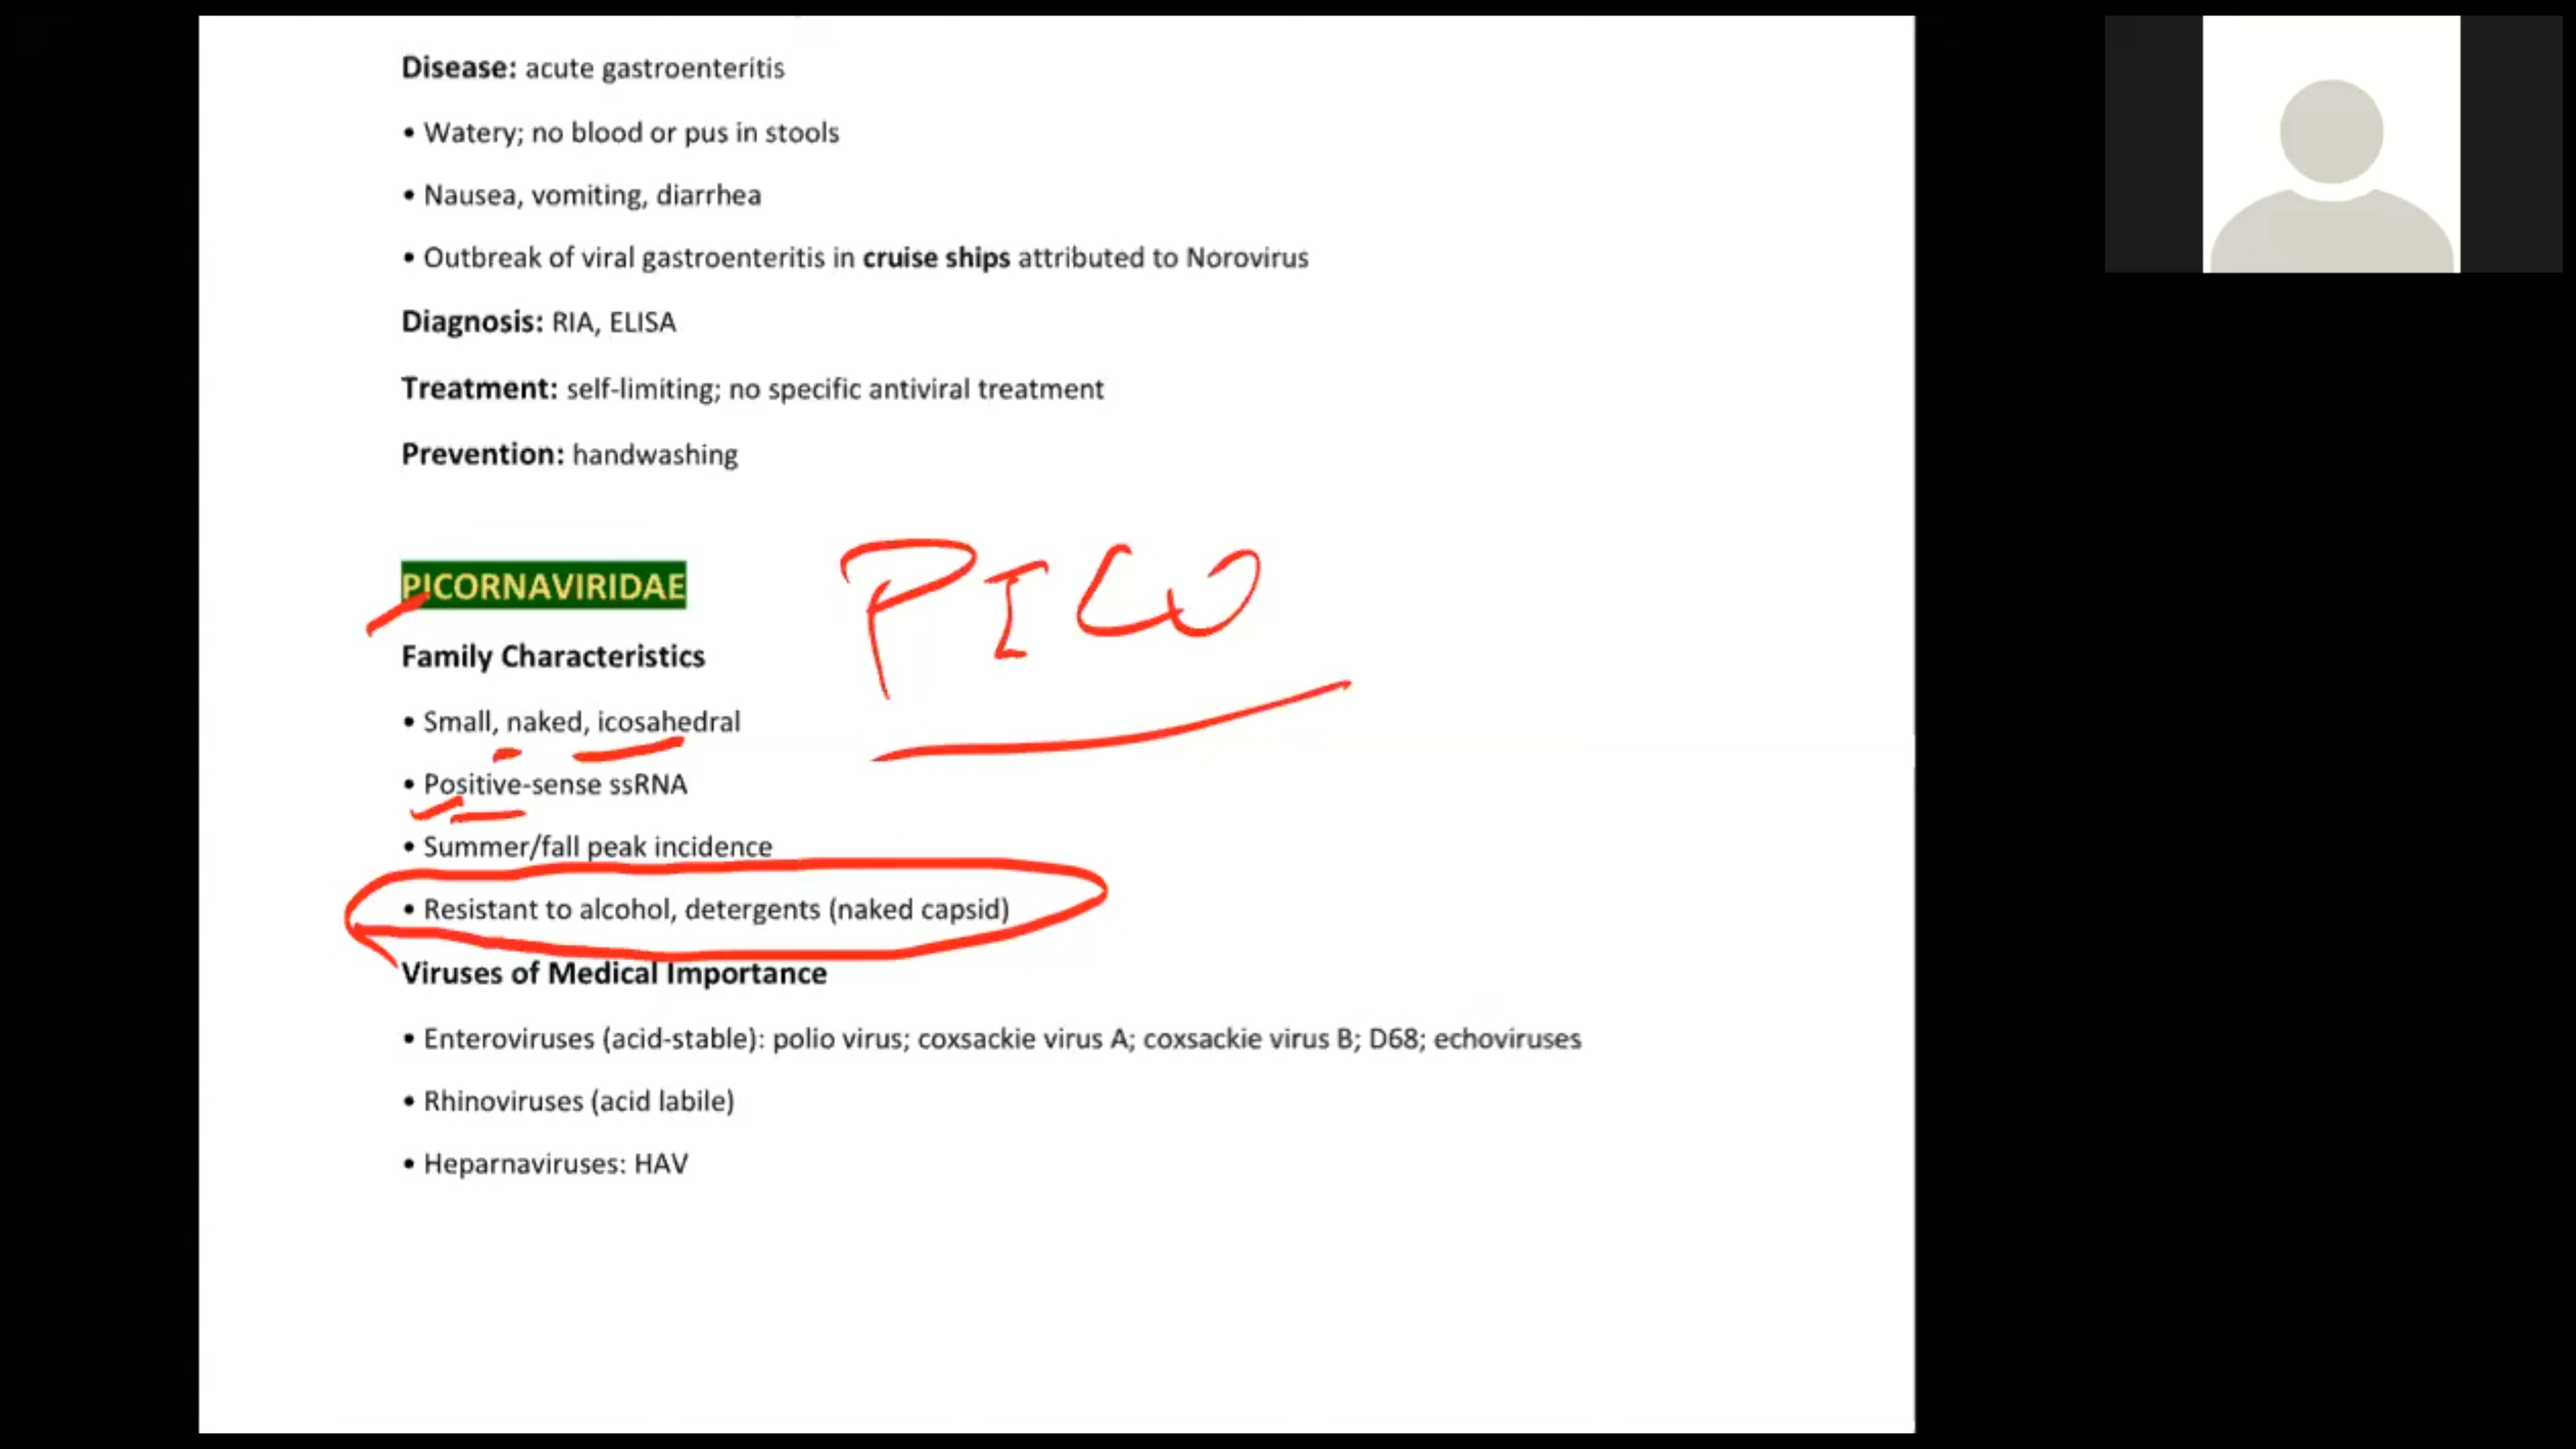 Disease: acute gastroenteritis
• Watery; no blood or pus in stools
• Nausea, vomiting, diarrhea
• Outbreak of viral gastroenteritis in cruise ships attributed to Norovirus
Diagnosis: RIA, ELISA
Treatment: self-limiting; no specific antiviral treatment
Prevention: handwashing
PICORNAVIRIDAE
PICO
Family Characteristics
• Small, naked, icosahedral
• Positive-sense ssRNA
• Summer/fall peak incidence
• Resistant to alcohol, detergents (naked capsid)
Viruses of Medical Importance
• Enteroviruses (acid-stable): polio virus; coxsackie virus A; coxsackie virus B; D68; echoviruses
• Rhinoviruses (acid labile)
• Heparnaviruses: HAV